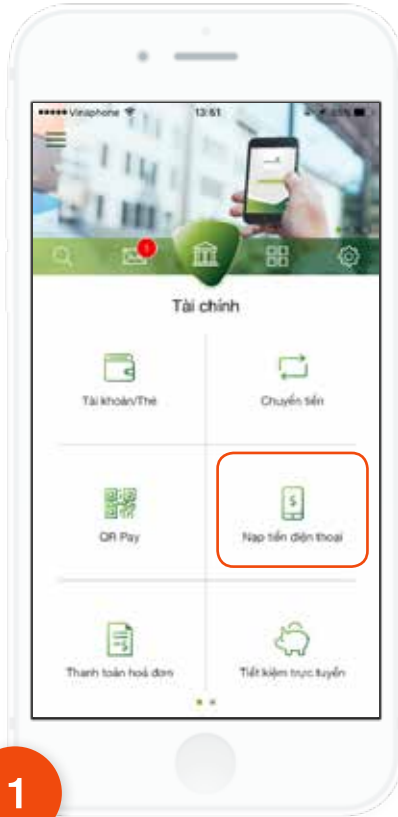 Vinaphone 13:51
1
Tài chính
Tài khoản/Thẻ Chuyển tiền
QR Pay Nạp tiền điện thoại
Thanh toán hoá đơn Tiết kiệm trực tuyến
1